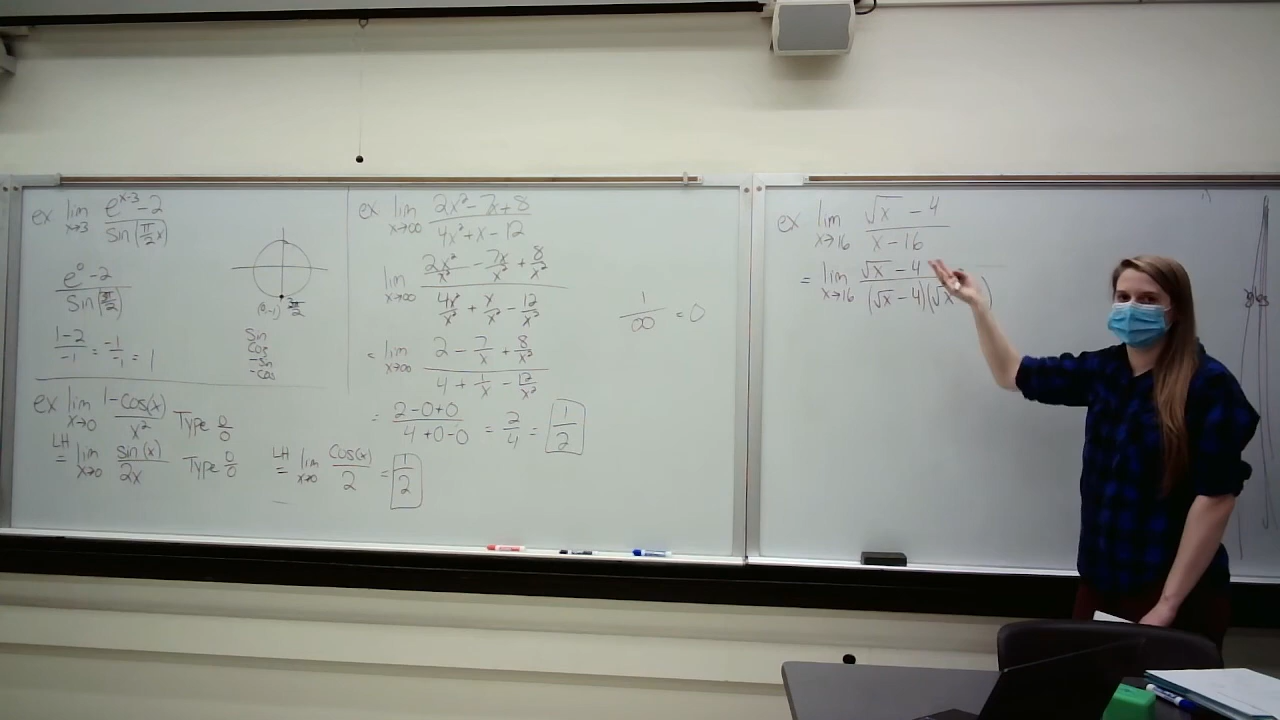 ex lim x→3 (e^(x-3) - 2)/(sin(π/2 x))
(e^0 - 2)/(sin(3π/2))
(0,-1) 3π/2
(1-2)/-1 = -1/-1 = 1
sin
cos
-sin
-cos
ex lim x→0 (1-cos(x))/x² Type 0/0
LH = lim x→0 sin(x)/2x Type 0/0 LH = lim x→0 cos(x)/2 = 1/2
ex lim x→∞ (2x² - 7x + 8)/(4x² + x - 12)
lim x→∞ (2x²/x² - 7x/x² + 8/x²)/(4x²/x² + x/x² - 12/x²)
= lim x→∞ (2 - 7/x + 8/x²)/(4 + 1/x - 12/x²)
= (2-0+0)/(4+0-0) = 2/4 = 1/2
1/∞ = 0
ex lim x→16 (√x - 4)/(x - 16)
= lim x→16 (√x - 4)/((√x - 4)(√x )